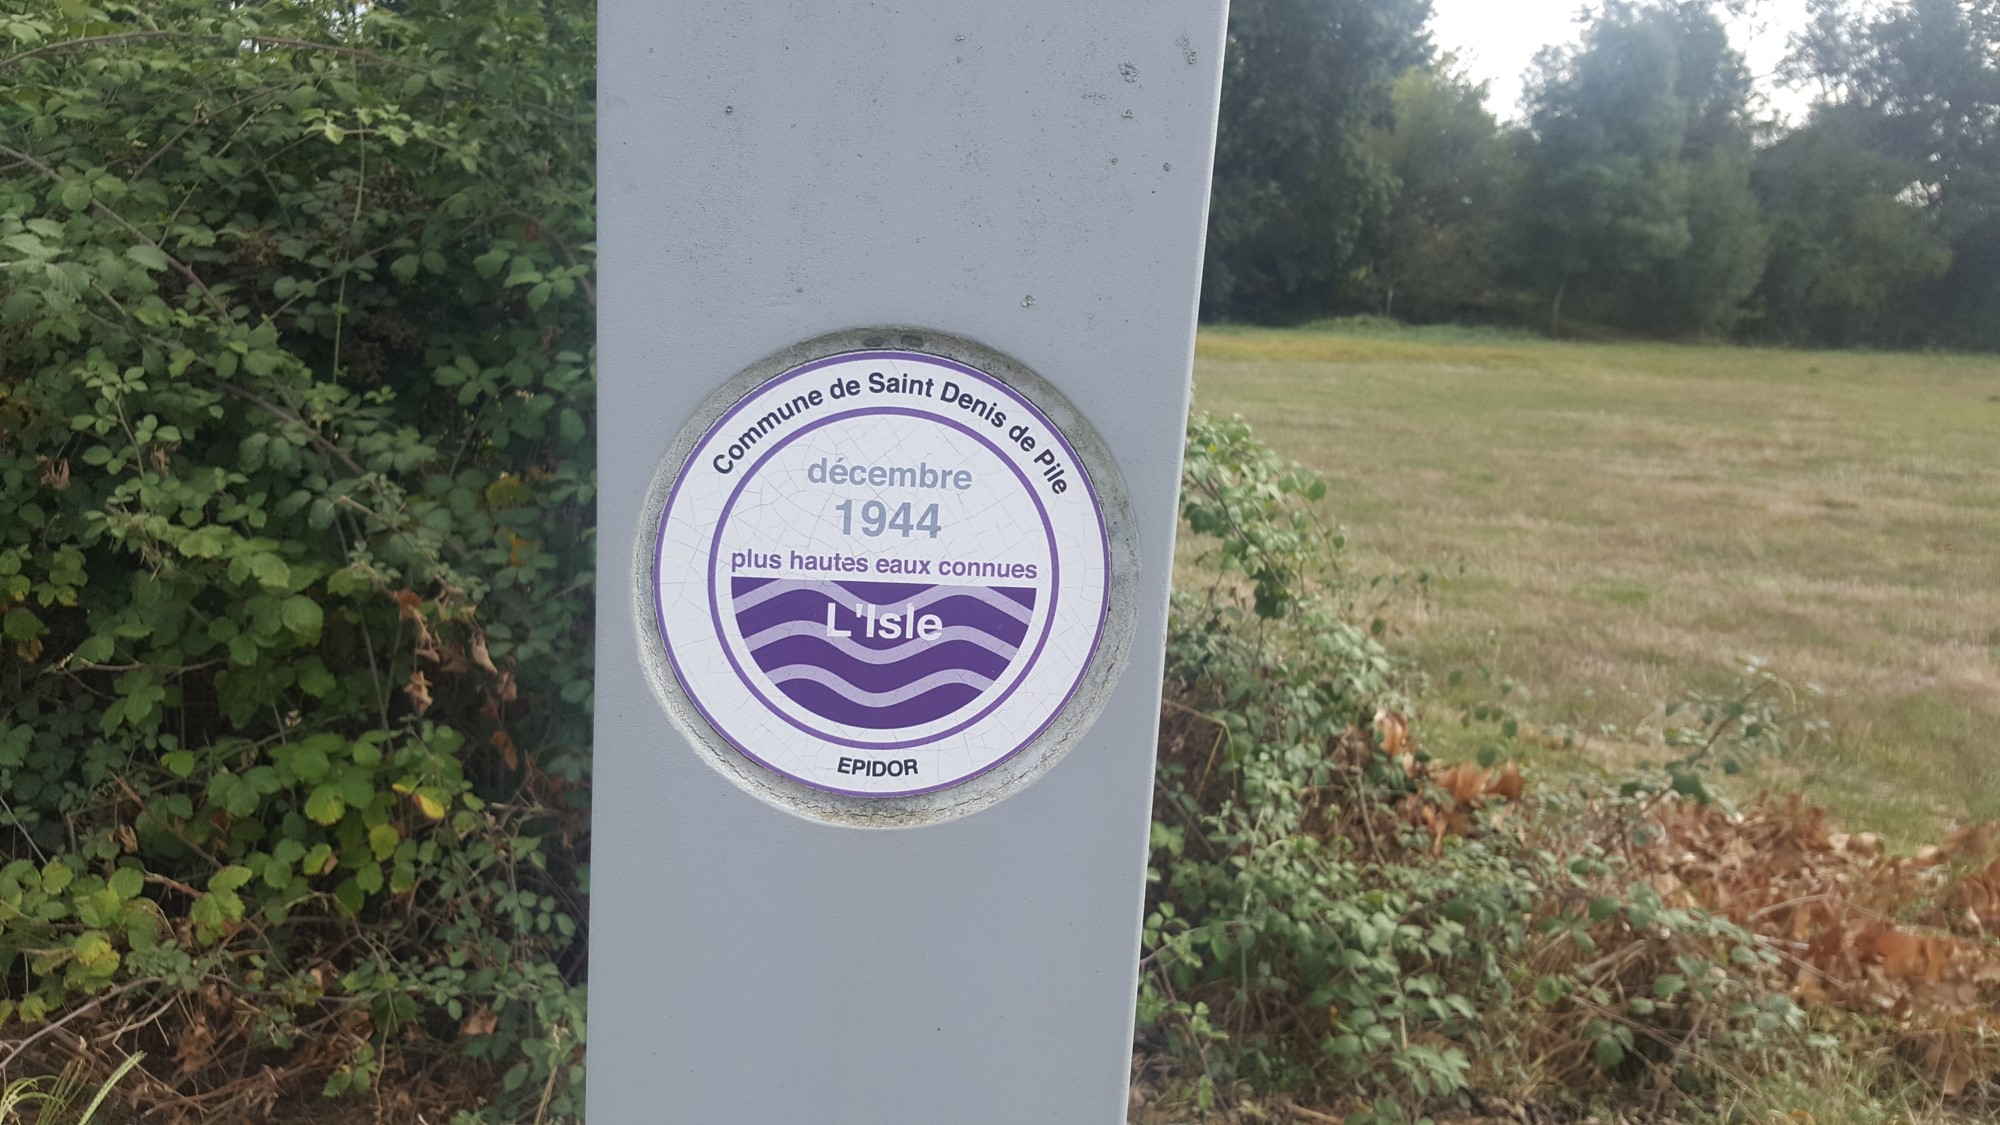 Commune de Saint Denis de Pile
décembre
1944
plus hautes eaux connues
L'Isle
EPIDOR